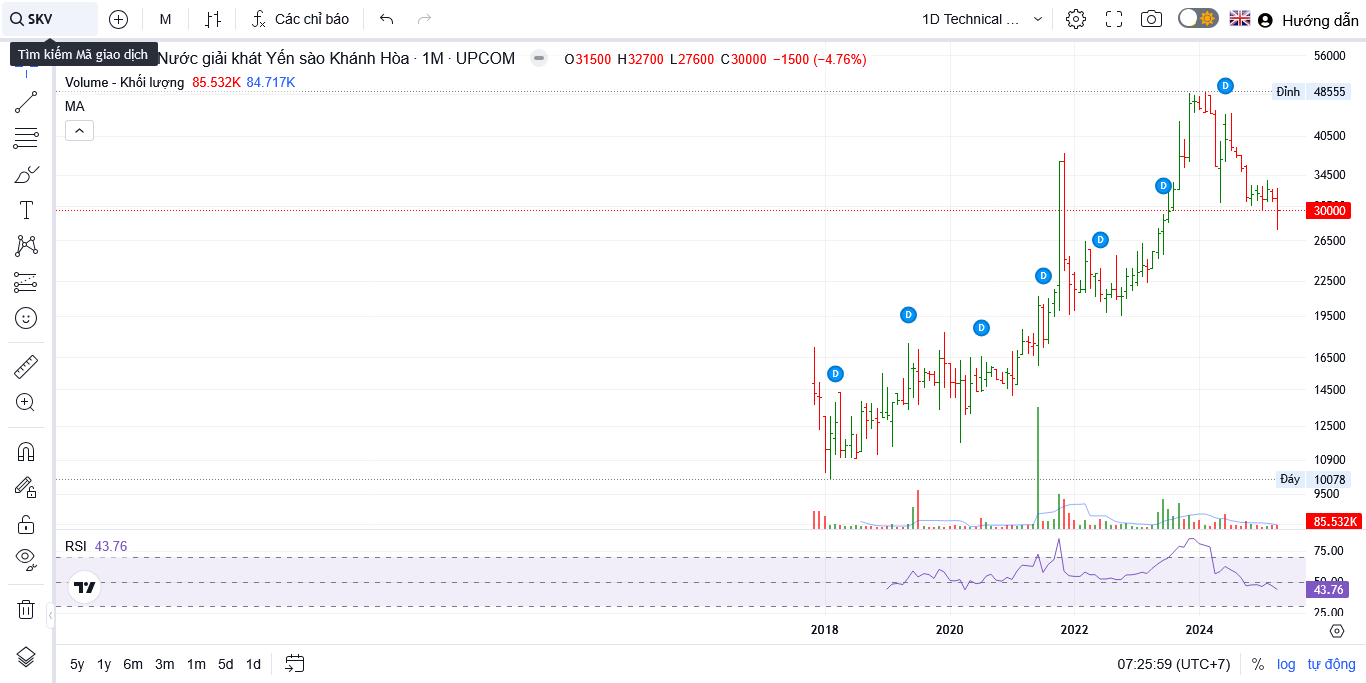 SKV
M
Các chỉ báo
1D Technical ...
Hướng dẫn
Tìm kiếm Mã giao dịch
Nước giải khát Yến sào Khánh Hòa · 1M · UPCOM
O31500 H32700 L27600 C30000 −1500 (−4.76%)
Volume - Khối lượng 85.532K 84.717K
MA
56000
Đỉnh 48555
40500
34500
30000
26500
22500
19500
16500
14500
12500
10900
Đáy 10078
9500
85.532K
D
D
D
D
D
D
D
D
RSI 43.76
75.00
50.00
43.76
25.00
2018 2020 2022 2024
5y 1y 6m 3m 1m 5d 1d
07:25:59 (UTC+7) % log tự động